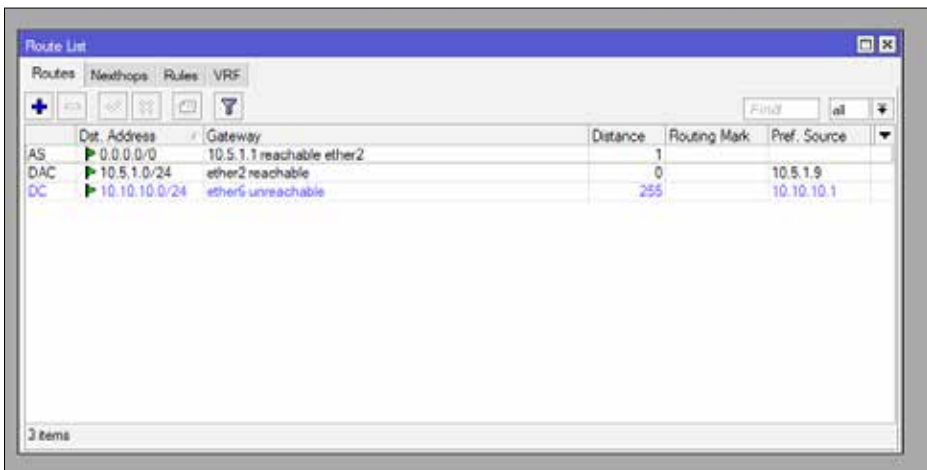 Route List
Routes Nexthops Rules VRF
Find all
Dst. Address Gateway Distance Routing Mark Pref. Source
AS 0.0.0.0/0 10.5.1.1 reachable ether2 1
DAC 10.5.1.0/24 ether2 reachable 0 10.5.1.9
DC 10.10.10.0/24 unreachable 255 10.10.10.1
3 items